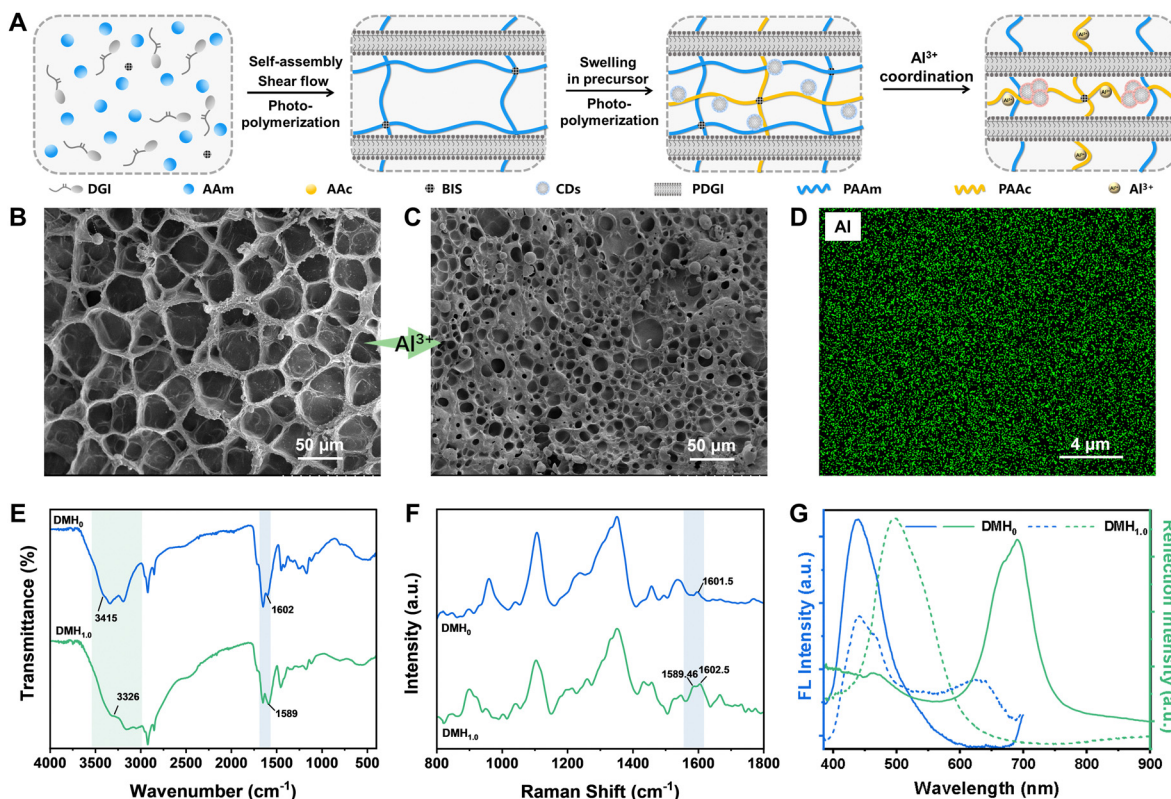 A
Self-assembly
Shear flow
Photo-
polymerization
Swelling
in precursor
Photo-
polymerization
Al³⁺
coordination
Al³⁺
Al³⁺
Al³⁺
Al³⁺
DGI
AAm
AAc
BIS
CDs
PDGI
PAAm
PAAc
Al³⁺
B
50 μm
Al³⁺
C
50 μm
D
Al
4 μm
E
DMH₀
3415
1602
DMH₁.₀
3326
1589
Transmittance (%)
4000 3500 3000 2500 2000 1500 1000 500
Wavenumber (cm⁻¹)
F
1601.5
DMH₀
1589.46
1602.5
DMH₁.₀
Intensity (a.u.)
800 1000 1200 1400 1600 1800
Raman Shift (cm⁻¹)
G
DMH₀
DMH₁.₀
FL Intensity (a.u.)
Reflection Intensity (a.u.)
400 500 600 700 800 900
Wavelength (nm)